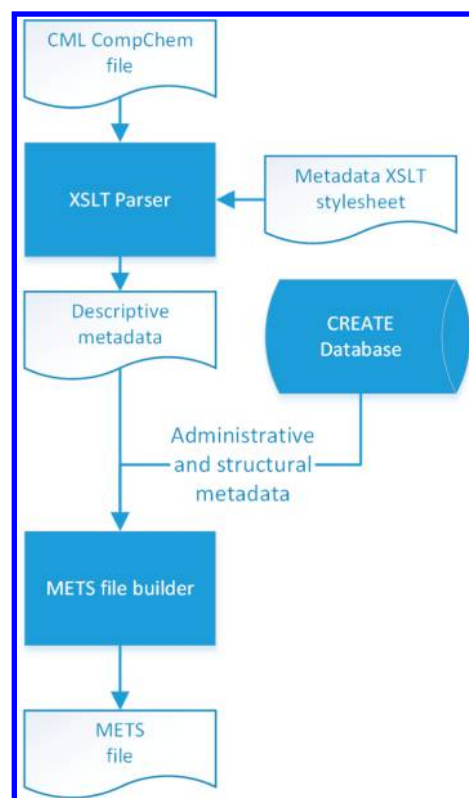 CML CompChem
file
XSLT Parser
Metadata XSLT
stylesheet
Descriptive
metadata
CREATE
Database
Administrative
and structural
metadata
METS file builder
METS
file